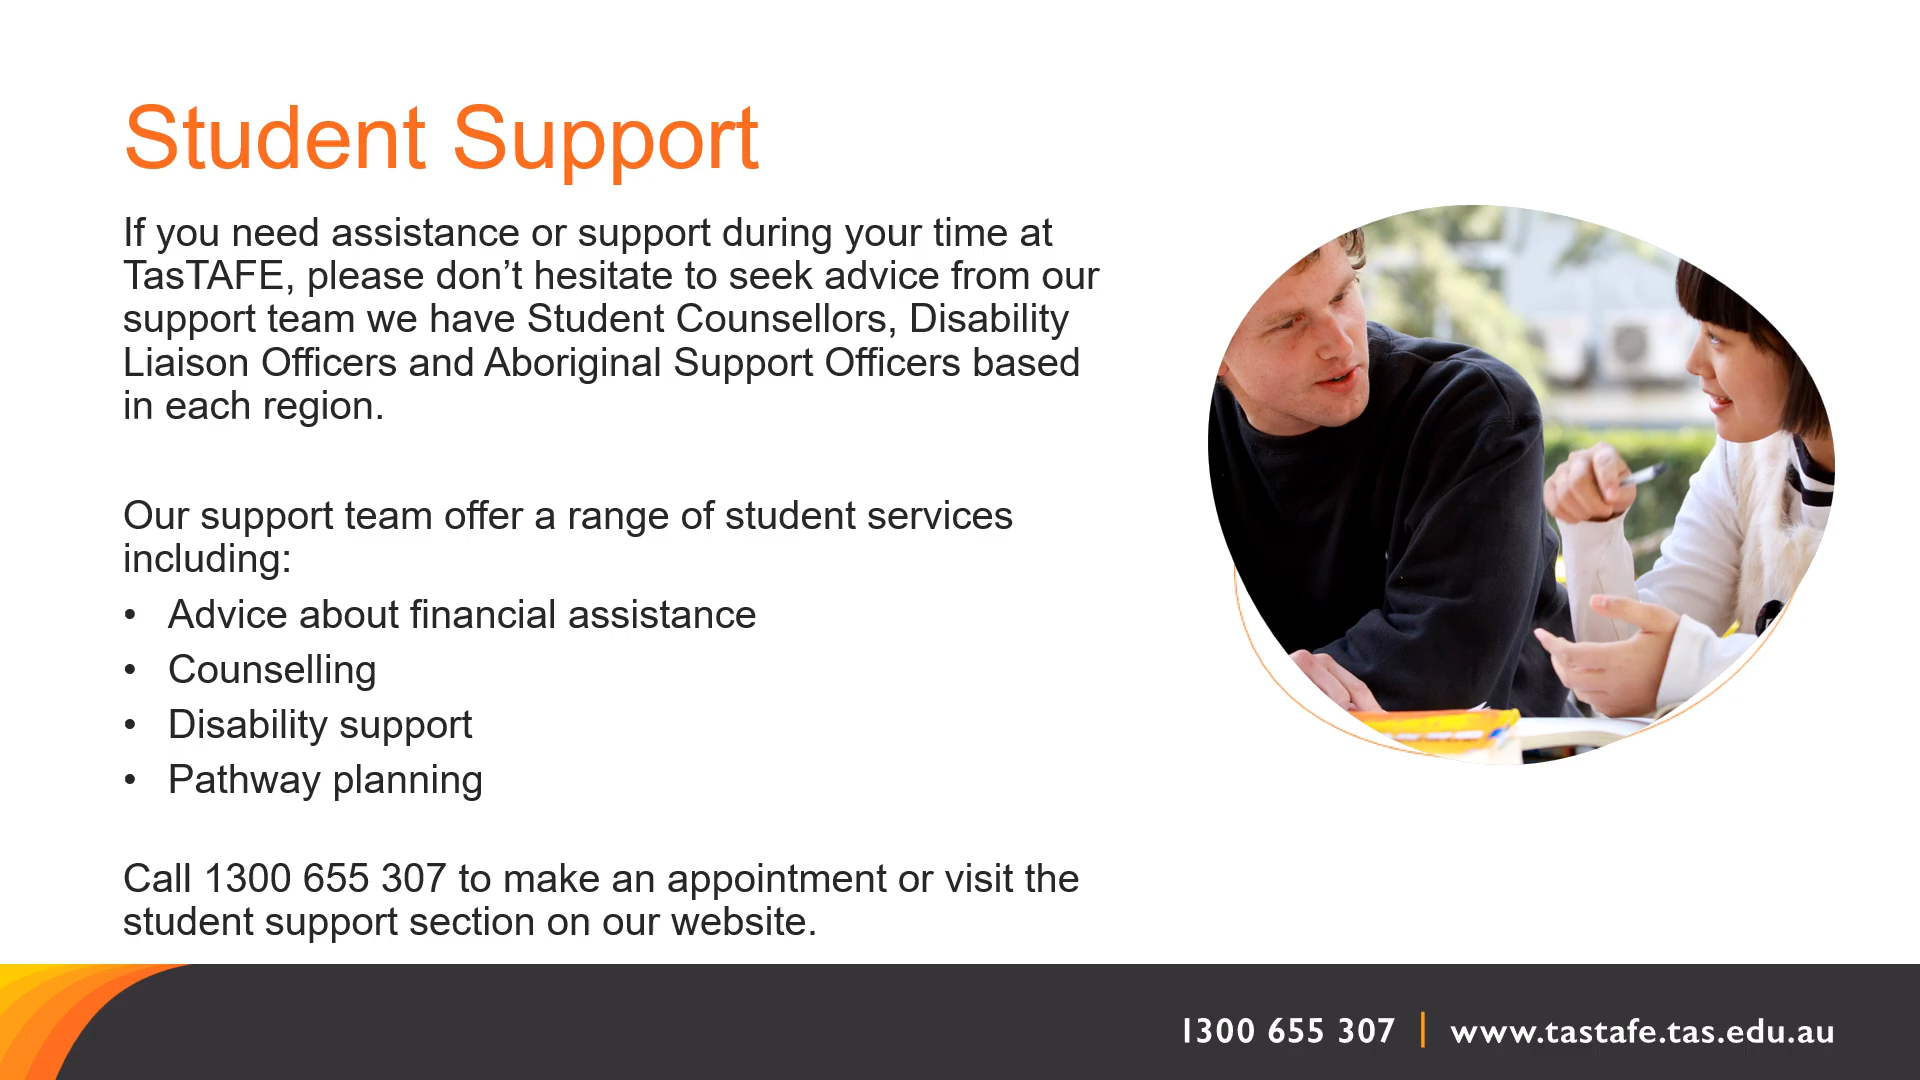 Student Support
If you need assistance or support during your time at
TasTAFE, please don’t hesitate to seek advice from our
support team we have Student Counsellors, Disability
Liaison Officers and Aboriginal Support Officers based
in each region.
Our support team offer a range of student services
including:
• Advice about financial assistance
• Counselling
• Disability support
• Pathway planning
Call 1300 655 307 to make an appointment or visit the
student support section on our website.
1300 655 307 | www.tastafe.tas.edu.au